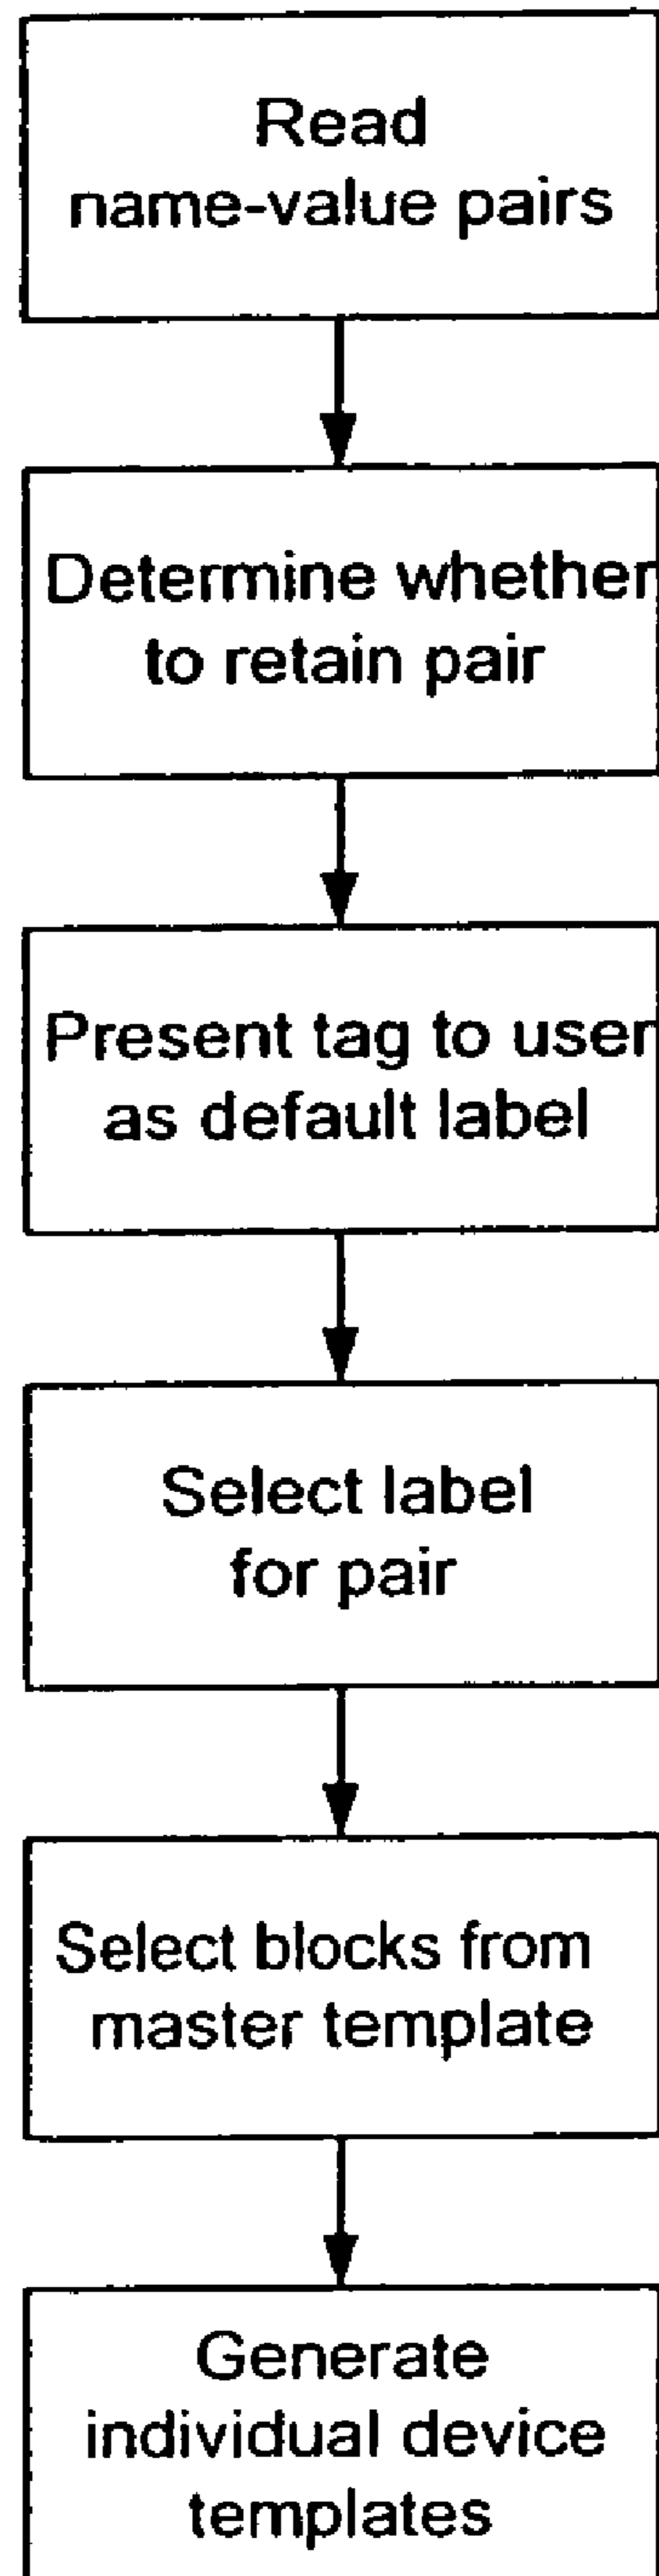 Read
name-value pairs
Determine whether
to retain pair
Present tag to user
as default label
Select label
for pair
Select blocks from
master template
Generate
individual device
templates